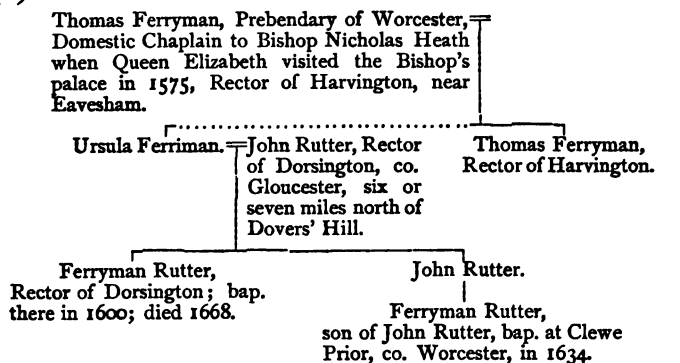 Thomas Ferryman, Prebendary of Worcester,
Domestic Chaplain to Bishop Nicholas Heath
when Queen Elizabeth visited the Bishop's
palace in 1575, Rector of Harvington, near
Eavesham.
Ursula Ferriman.
John Rutter, Rector
of Dorsington, co.
Gloucester, six or
seven miles north of
Dovers' Hill.
Thomas Ferryman,
Rector of Harvington.
Ferryman Rutter,
Rector of Dorsington; bap.
there in 1600; died 1668.
John Rutter.
Ferryman Rutter,
son of John Rutter, bap. at Clewe
Prior, co. Worcester, in 1634.